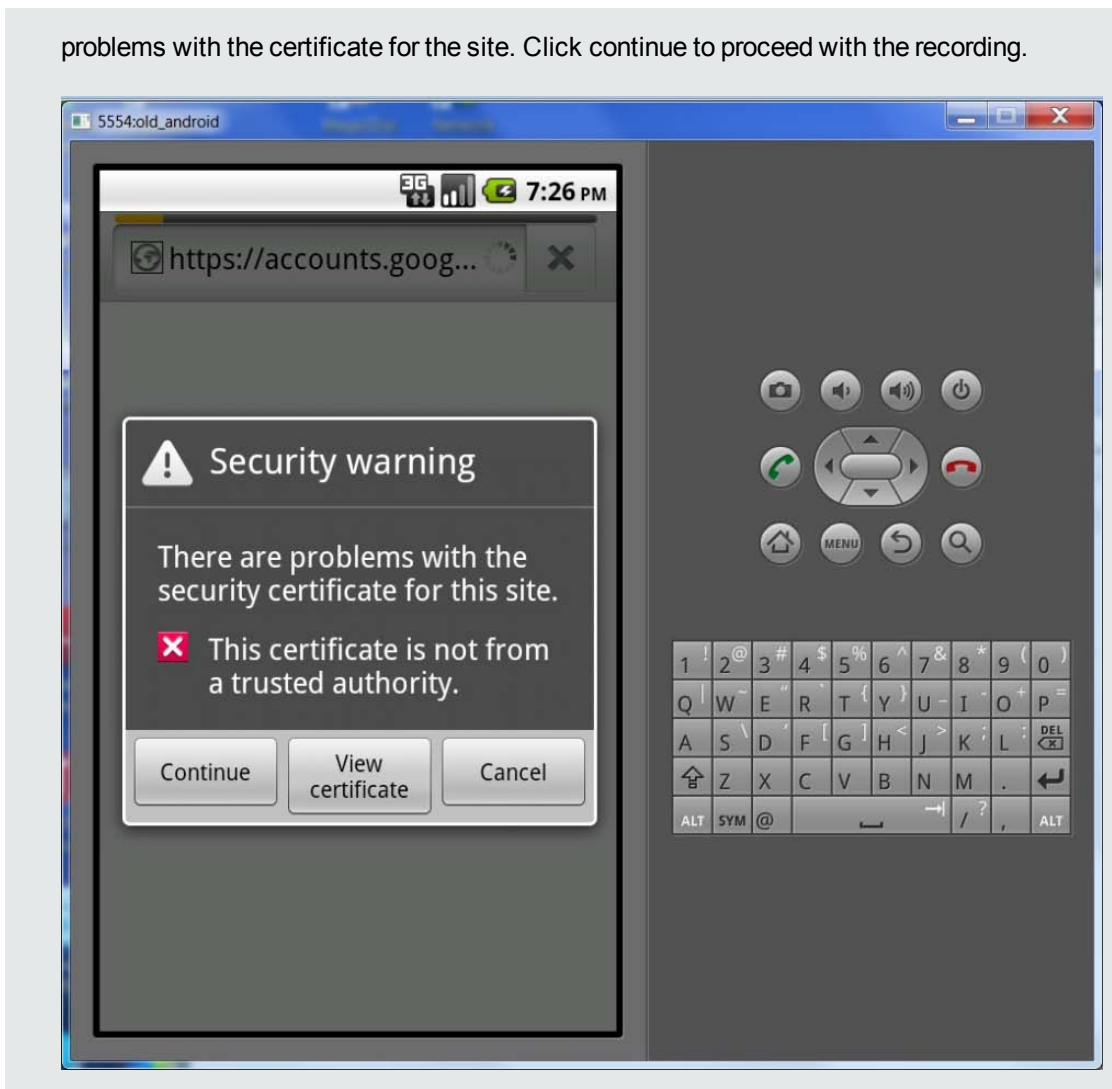 problems with the certificate for the site. Click continue to proceed with the recording.
5554:old_android
3G 7:26 PM
https://accounts.goog...
Security warning
There are problems with the
security certificate for this site.
This certificate is not from
a trusted authority.
Continue
View
certificate
Cancel
MENU
1 ! 2 @ 3 # 4 $ 5 % 6 ^ 7 & 8 * 9 ( 0 )
Q | W ~ E " R ` T { Y } U - I - O + P =
A S \ D ' F [ G ] H < J > K ; L : DEL
Z X C V B N M .
ALT SYM @ / ? , ALT